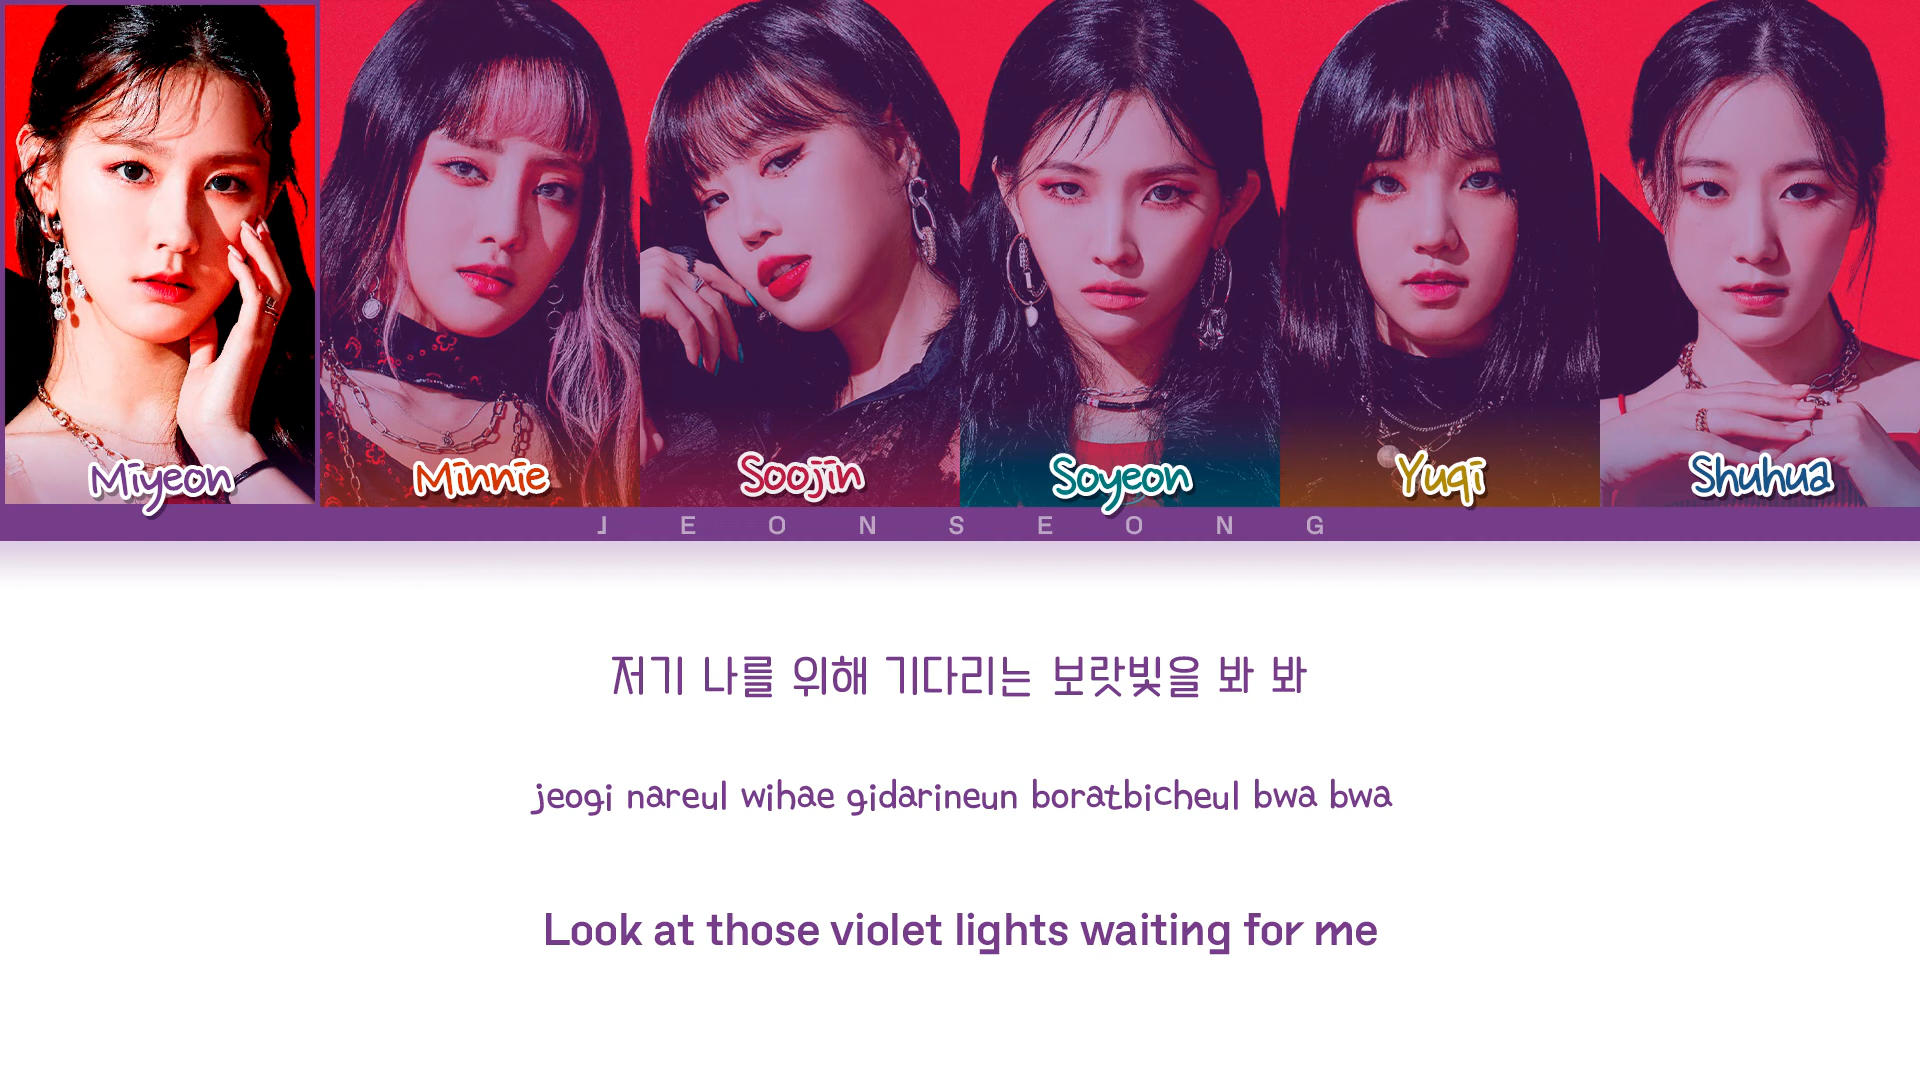 Miyeon Minnie Soojin Soyeon Yuqi Shuhua
JEONSEONG
저기 나를 위해 기다리는 보랏빛을 봐 봐
jeogi nareul wihae gidarineun boratbicheul bwa bwa
Look at those violet lights waiting for me